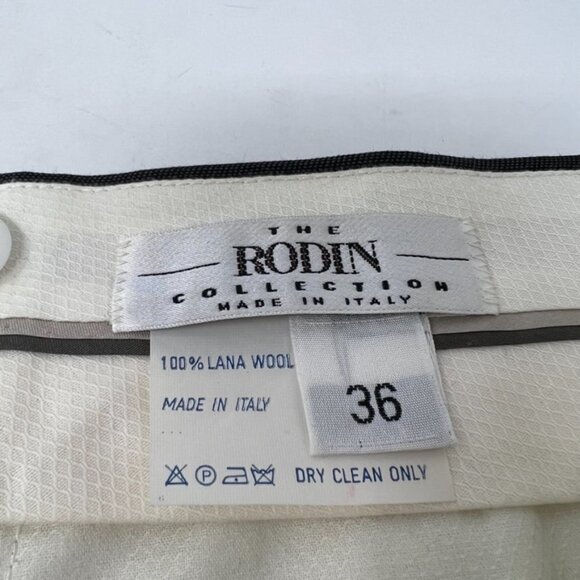 THE
RODIN
COLLECTION
MADE IN ITALY
100% LANA WOOL
MADE IN ITALY
36
P
DRY CLEAN ONLY